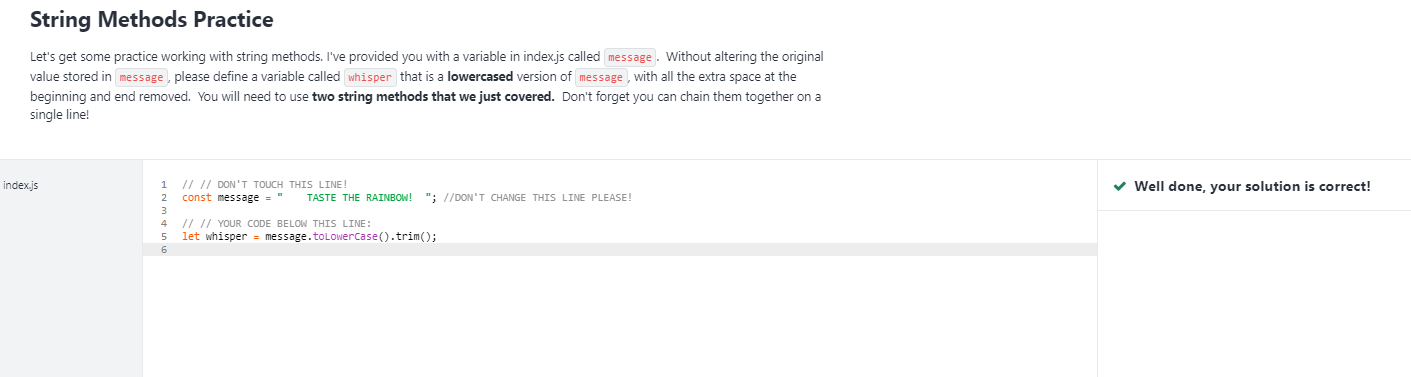 String Methods Practice
Let's get some practice working with string methods. I've provided you with a variable in index.js called message.  Without altering the original
value stored in message, please define a variable called whisper that is a lowercased version of message, with all the extra space at the
beginning and end removed.  You will need to use two string methods that we just covered.  Don't forget you can chain them together on a
single line!
index.js
1 // // DON'T TOUCH THIS LINE!
2 const message = "    TASTE THE RAINBOW!  "; //DON'T CHANGE THIS LINE PLEASE!
3
4 // // YOUR CODE BELOW THIS LINE:
5 let whisper = message.toLowerCase().trim();
6
Well done, your solution is correct!